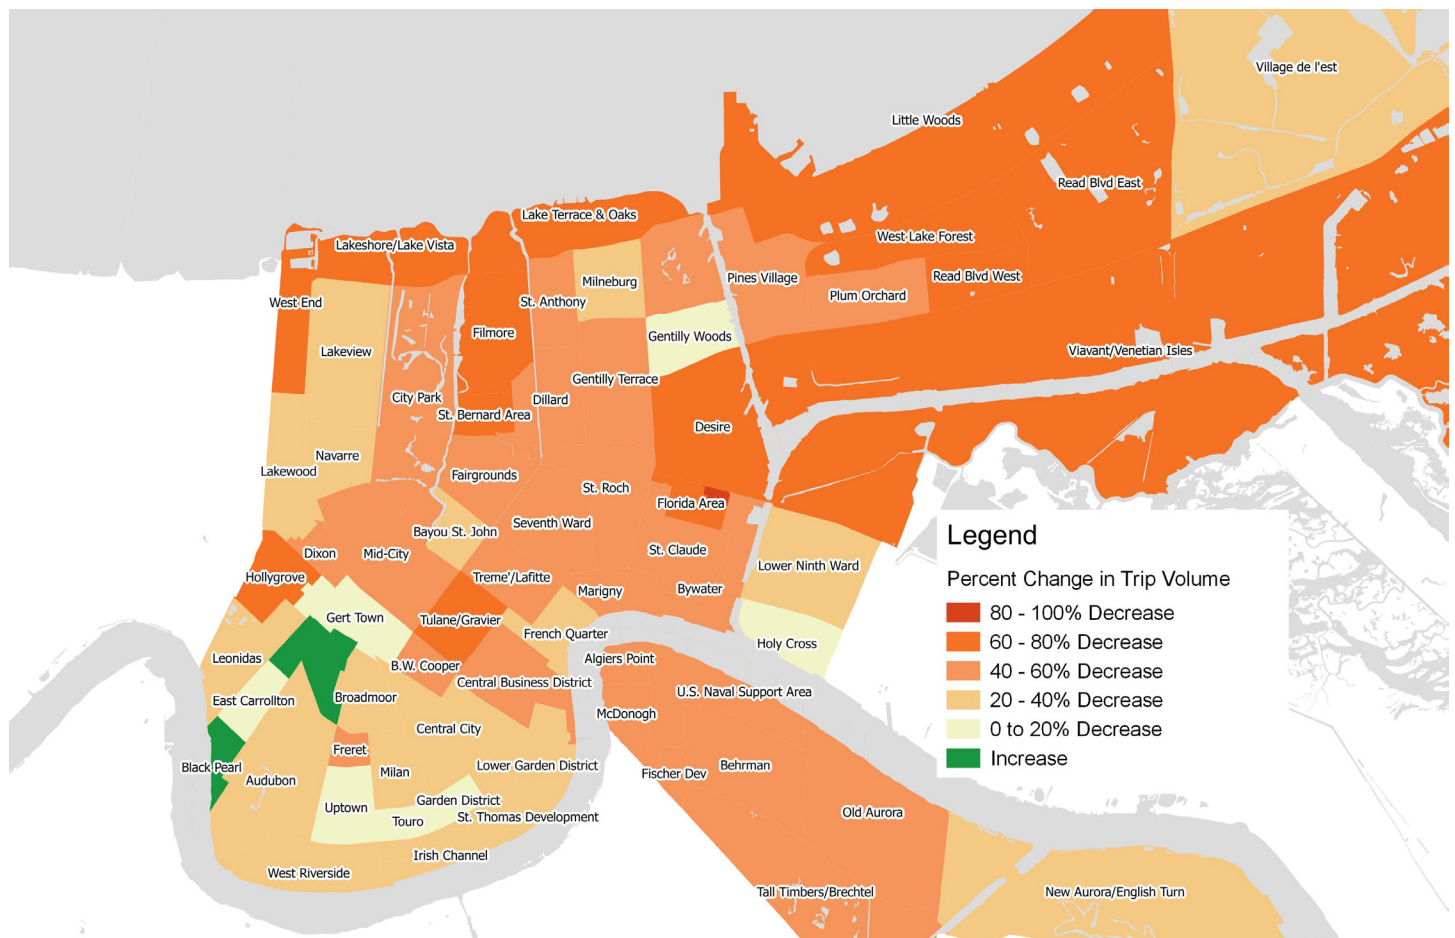 Village de l'est
Little Woods
Read Blvd East
Lake Terrace & Oaks
West Lake Forest
Lakeshore/Lake Vista
Read Blvd West
Pines Village
Milneburg
Plum Orchard
West End
St. Anthony
Filmore
Gentilly Woods
Viavant/Venetian Isles
Lakeview
Gentilly Terrace
City Park
Dillard
St. Bernard Area
Desire
Navarre
Lakewood
Fairgrounds
St. Roch
Florida Area
Seventh Ward
Bayou St. John
Legend
Dixon
Mid-City
St. Claude
Lower Ninth Ward
Percent Change in Trip Volume
Hollygrove
Treme'/Lafitte
Marigny
Bywater
80 - 100% Decrease
Gert Town
Tulane/Gravier
French Quarter
Holy Cross
60 - 80% Decrease
Leonidas
B.W. Cooper
Algiers Point
40 - 60% Decrease
Central Business District
U.S. Naval Support Area
East Carrollton
Broadmoor
20 - 40% Decrease
McDonogh
Central City
0 to 20% Decrease
Freret
Increase
Black Pearl
Audubon
Milan
Lower Garden District
Fischer Dev
Behrman
Uptown
Garden District
Touro
St. Thomas Development
Old Aurora
Irish Channel
West Riverside
Tall Timbers/Brechtel
New Aurora/English Turn